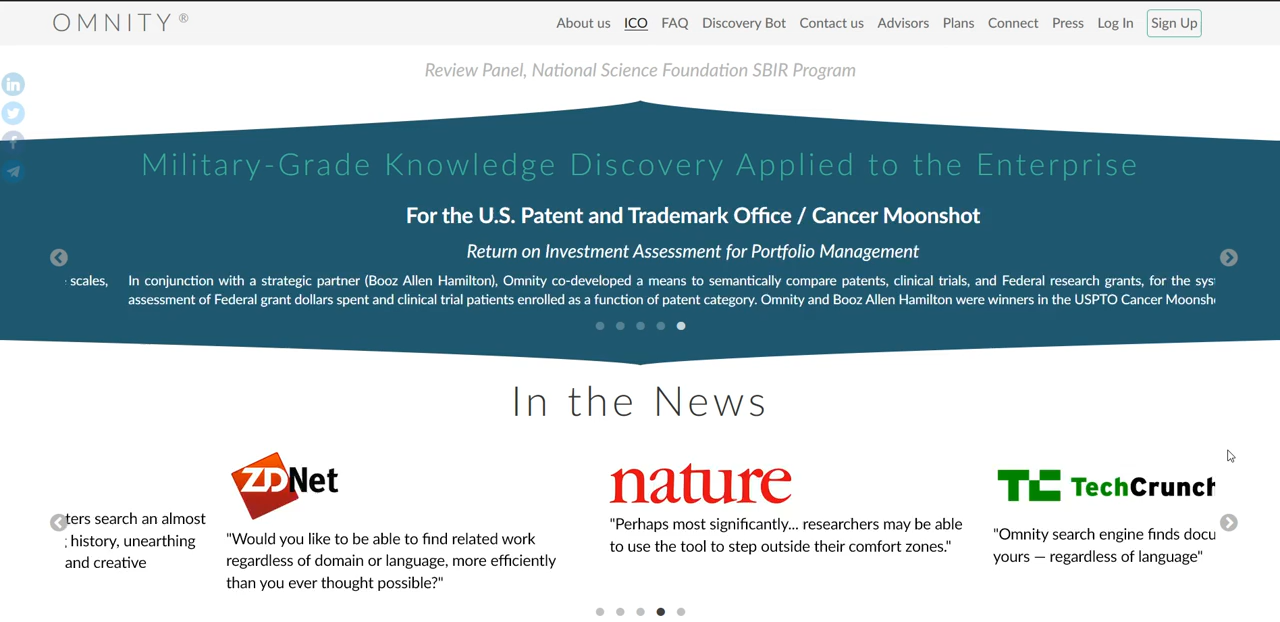 OMNITY ®
About us ICO FAQ Discovery Bot Contact us Advisors Plans Connect Press Log In Sign Up
Review Panel, National Science Foundation SBIR Program
Military-Grade Knowledge Discovery Applied to the Enterprise
For the U.S. Patent and Trademark Office / Cancer Moonshot
Return on Investment Assessment for Portfolio Management
scales,
In conjunction with a strategic partner (Booz Allen Hamilton), Omnity co-developed a means to semantically compare patents, clinical trials, and Federal research grants, for the
assessment of Federal grant dollars spent and clinical trial patients enrolled as a function of patent category. Omnity and Booz Allen Hamilton were winners in the USPTO Cancer
In the News
search an almost
history, unearthing
and creative
ZDNet
"Would you like to be able to find related work
regardless of domain or language, more efficiently
than you ever thought possible?"
nature
"Perhaps most significantly... researchers may be able
to use the tool to step outside their comfort zones."
TC TechCrunch
"Omnity search engine finds
yours — regardless of language"